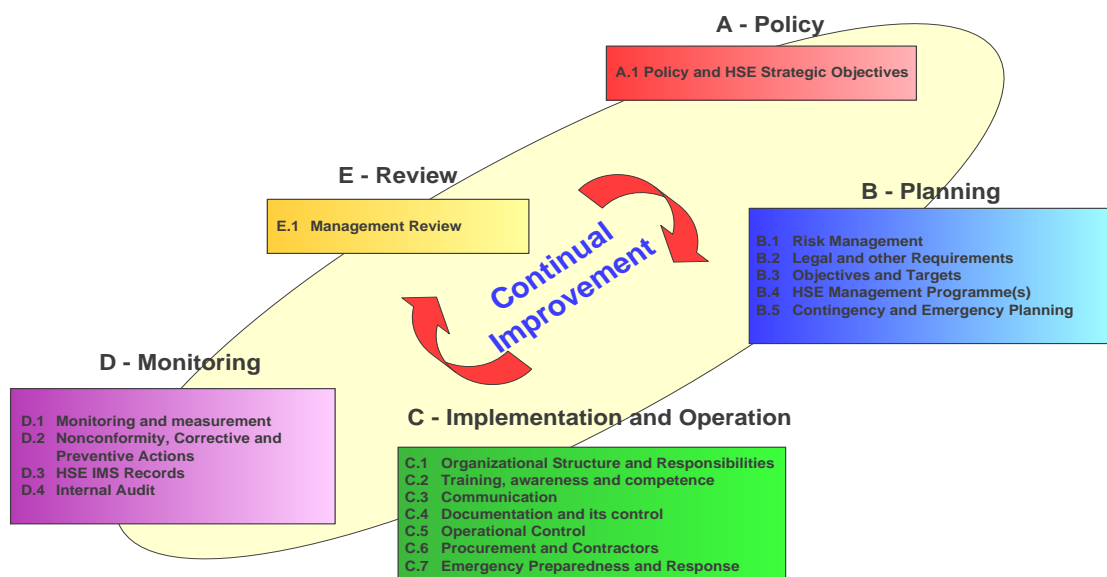 A - Policy
A.1 Policy and HSE Strategic Objectives
E - Review
E.1 Management Review
B - Planning
B.1 Risk Management
B.2 Legal and other Requirements
B.3 Objectives and Targets
B.4 HSE Management Programme(s)
B.5 Contingency and Emergency Planning
Continual
Improvement
D - Monitoring
D.1 Monitoring and measurement
D.2 Nonconformity, Corrective and
Preventive Actions
D.3 HSE IMS Records
D.4 Internal Audit
C - Implementation and Operation
C.1 Organizational Structure and Responsibilities
C.2 Training, awareness and competence
C.3 Communication
C.4 Documentation and its control
C.5 Operational Control
C.6 Procurement and Contractors
C.7 Emergency Preparedness and Response